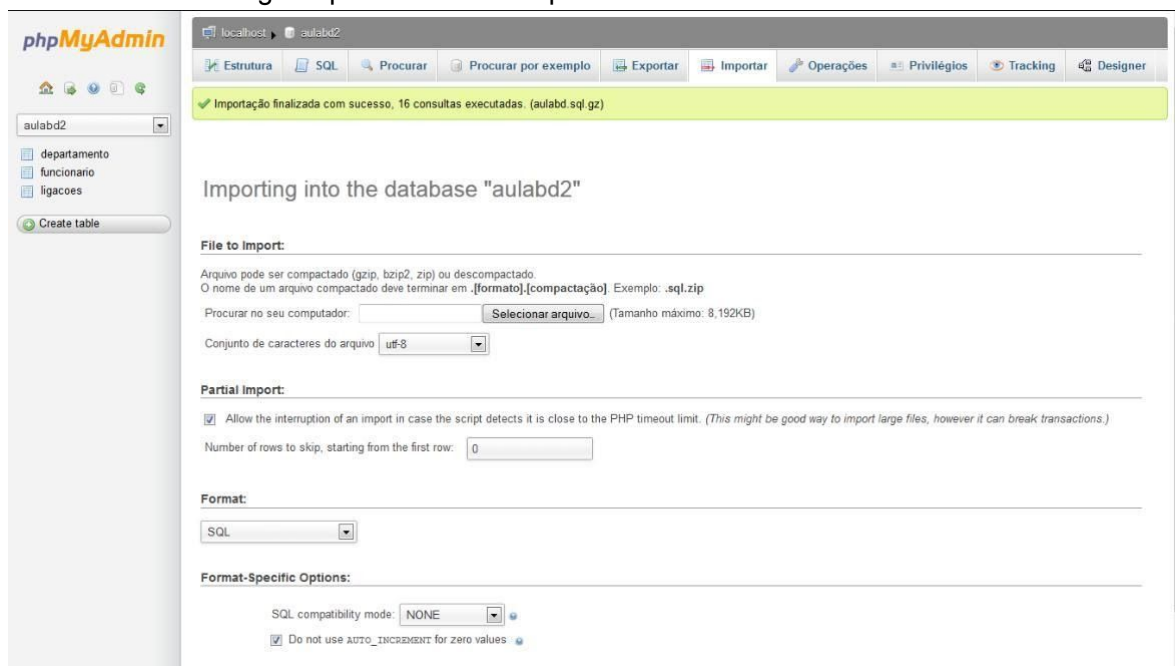 phpMyAdmin
localhost ▸ aulabd2
Estrutura SQL Procurar Procurar por exemplo Exportar Importar Operações Privilégios Tracking Designer
Importação finalizada com sucesso, 16 consultas executadas. (aulabd.sql.gz)
aulabd2
departamento
funcionario
ligacoes
Create table
Importing into the database "aulabd2"
File to Import:
Arquivo pode ser compactado (gzip, bzip2, zip) ou descompactado.
O nome de um arquivo compactado deve terminar em .[formato].[compactação]. Exemplo: .sql.zip
Procurar no seu computador: Selecionar arquivo... (Tamanho máximo: 8,192KB)
Conjunto de caracteres do arquivo utf-8
Partial Import:
Allow the interruption of an import in case the script detects it is close to the PHP timeout limit. (This might be good way to import large files, however it can break transactions.)
Number of rows to skip, starting from the first row: 0
Format:
SQL
Format-Specific Options:
SQL compatibility mode: NONE
Do not use AUTO_INCREMENT for zero values